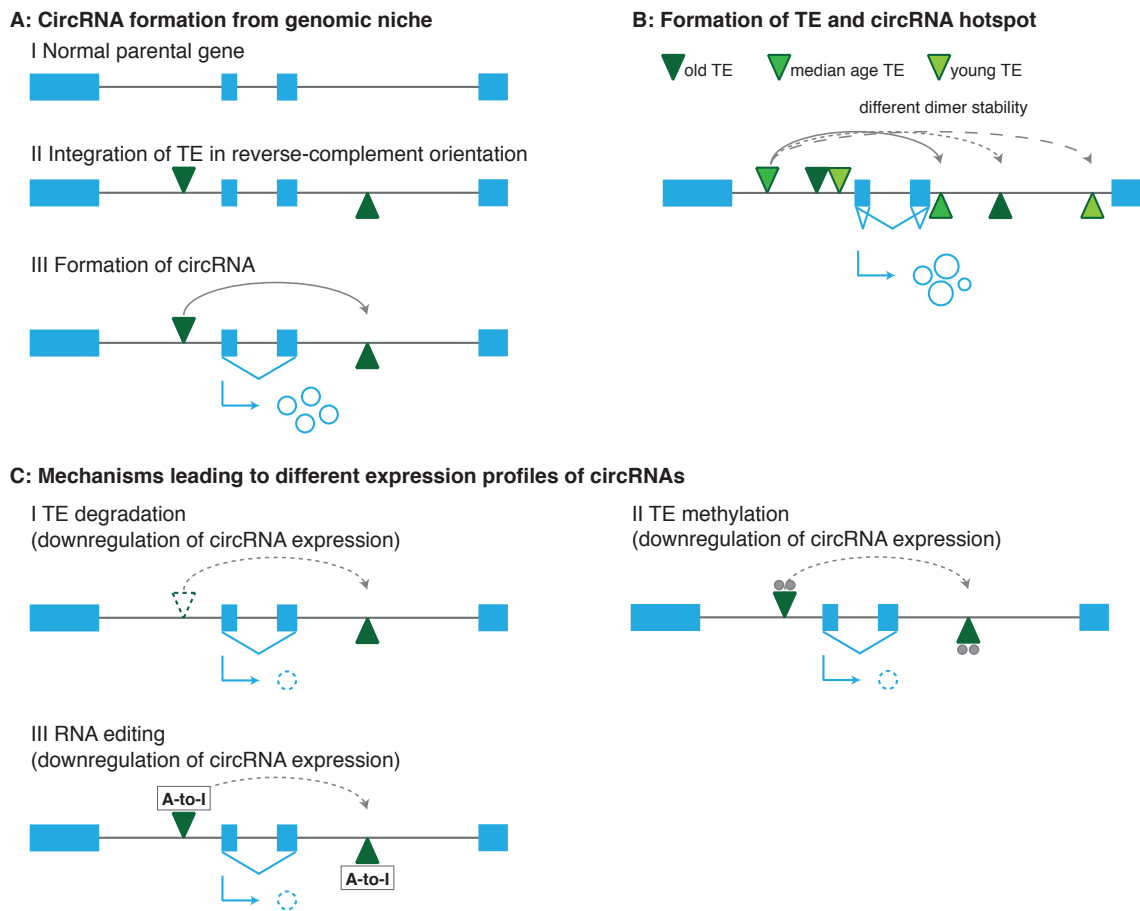 A: CircRNA formation from genomic niche
I Normal parental gene
II Integration of TE in reverse-complement orientation
III Formation of circRNA
B: Formation of TE and circRNA hotspot
old TE
median age TE
young TE
different dimer stability
C: Mechanisms leading to different expression profiles of circRNAs
I TE degradation
(downregulation of circRNA expression)
II TE methylation
(downregulation of circRNA expression)
III RNA editing
(downregulation of circRNA expression)
A-to-I
A-to-I